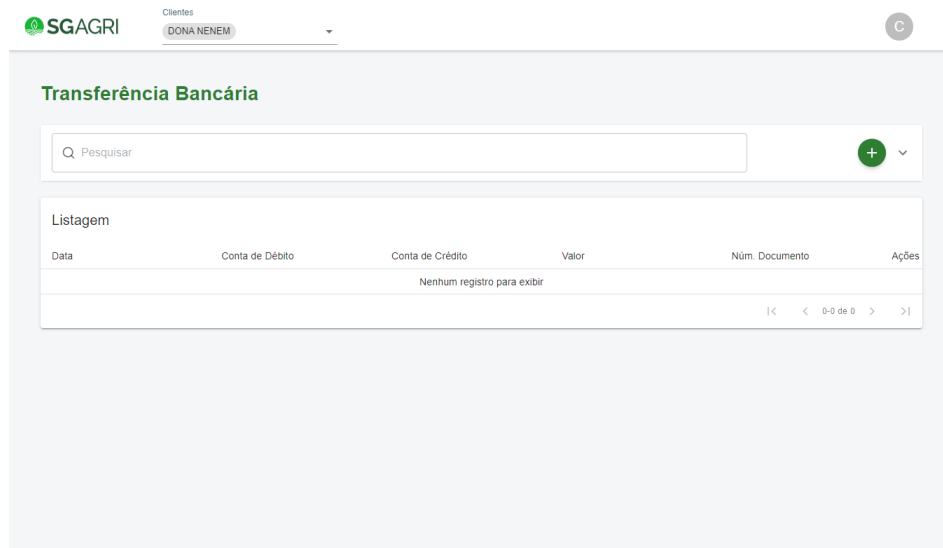 SGAGRI
Clientes
DONA NENEM
C
Transferência Bancária
Pesquisar
Listagem
Data Conta de Débito Conta de Crédito Valor Núm. Documento Ações
Nenhum registro para exibir
0-0 de 0